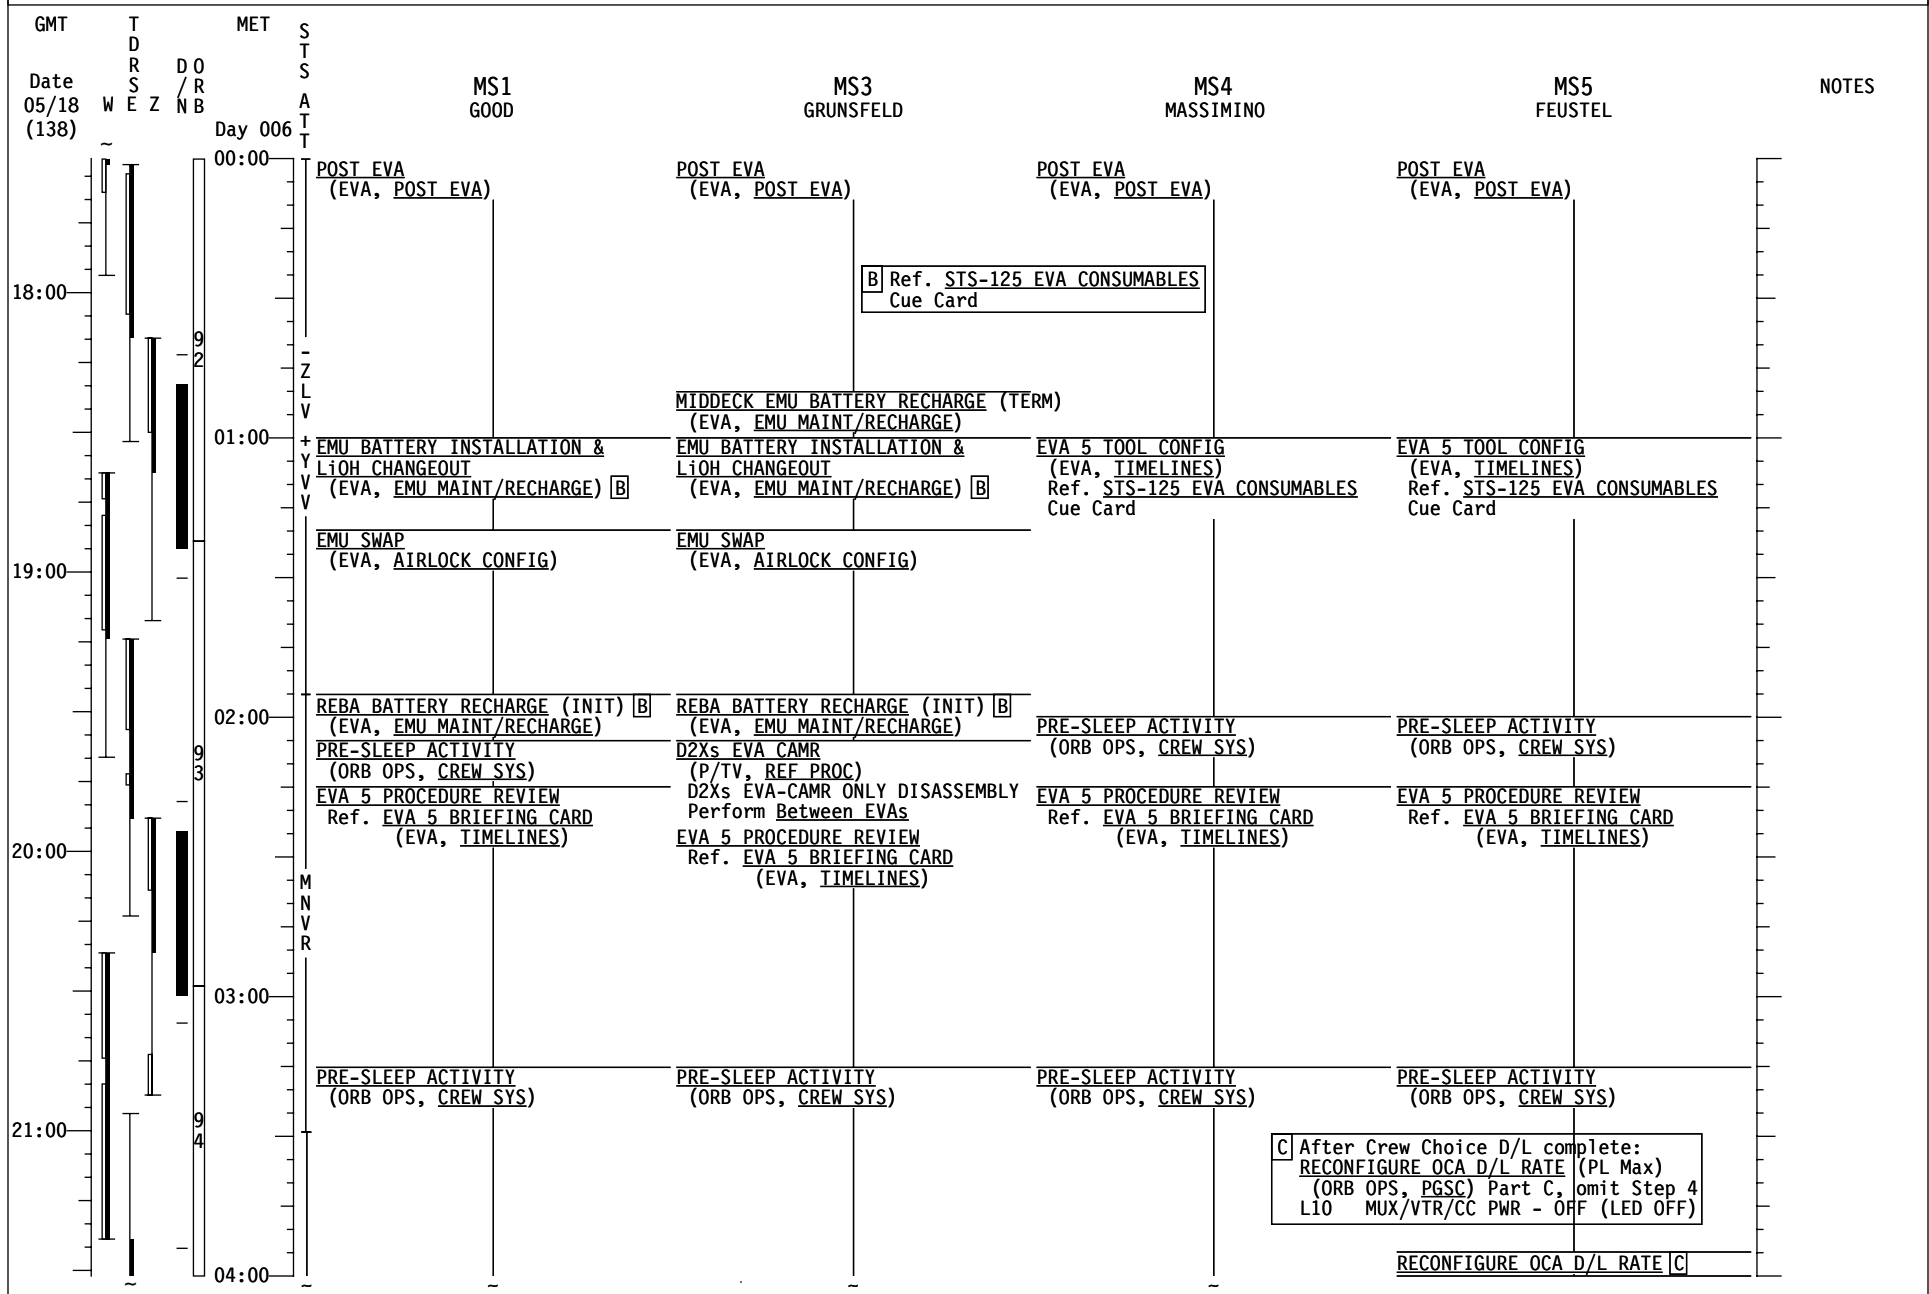 GMT
TDRS
MET
STS ATT
Date
05/18
(138)
W E Z
D/N
ORB
Day 006
MS1
GOOD
MS3
GRUNSFELD
MS4
MASSIMINO
MS5
FEUSTEL
NOTES
~
00:00
POST EVA
(EVA, POST EVA)
POST EVA
(EVA, POST EVA)
POST EVA
(EVA, POST EVA)
POST EVA
(EVA, POST EVA)
18:00
B Ref. STS-125 EVA CONSUMABLES
Cue Card
92
-ZLV
+YVV
MIDDECK EMU BATTERY RECHARGE (TERM)
(EVA, EMU MAINT/RECHARGE)
01:00
EMU BATTERY INSTALLATION &
LiOH CHANGEOUT
(EVA, EMU MAINT/RECHARGE) B
EMU BATTERY INSTALLATION &
LiOH CHANGEOUT
(EVA, EMU MAINT/RECHARGE) B
EVA 5 TOOL CONFIG
(EVA, TIMELINES)
Ref. STS-125 EVA CONSUMABLES
Cue Card
EVA 5 TOOL CONFIG
(EVA, TIMELINES)
Ref. STS-125 EVA CONSUMABLES
Cue Card
EMU SWAP
(EVA, AIRLOCK CONFIG)
EMU SWAP
(EVA, AIRLOCK CONFIG)
19:00
REBA BATTERY RECHARGE (INIT) B
(EVA, EMU MAINT/RECHARGE)
REBA BATTERY RECHARGE (INIT) B
(EVA, EMU MAINT/RECHARGE)
02:00
PRE-SLEEP ACTIVITY
(ORB OPS, CREW SYS)
PRE-SLEEP ACTIVITY
(ORB OPS, CREW SYS)
93
PRE-SLEEP ACTIVITY
(ORB OPS, CREW SYS)
D2Xs EVA CAMR
(P/TV, REF PROC)
D2Xs EVA-CAMR ONLY DISASSEMBLY
Perform Between EVAs
EVA 5 PROCEDURE REVIEW
Ref. EVA 5 BRIEFING CARD
(EVA, TIMELINES)
EVA 5 PROCEDURE REVIEW
Ref. EVA 5 BRIEFING CARD
(EVA, TIMELINES)
EVA 5 PROCEDURE REVIEW
Ref. EVA 5 BRIEFING CARD
(EVA, TIMELINES)
EVA 5 PROCEDURE REVIEW
Ref. EVA 5 BRIEFING CARD
(EVA, TIMELINES)
20:00
MNVR
03:00
PRE-SLEEP ACTIVITY
(ORB OPS, CREW SYS)
PRE-SLEEP ACTIVITY
(ORB OPS, CREW SYS)
PRE-SLEEP ACTIVITY
(ORB OPS, CREW SYS)
PRE-SLEEP ACTIVITY
(ORB OPS, CREW SYS)
21:00
94
C After Crew Choice D/L complete:
RECONFIGURE OCA D/L RATE (PL Max)
(ORB OPS, PGSC) Part C, omit Step 4
L10 MUX/VTR/CC PWR - OFF (LED OFF)
RECONFIGURE OCA D/L RATE C
04:00
~ ~ ~ ~ ~